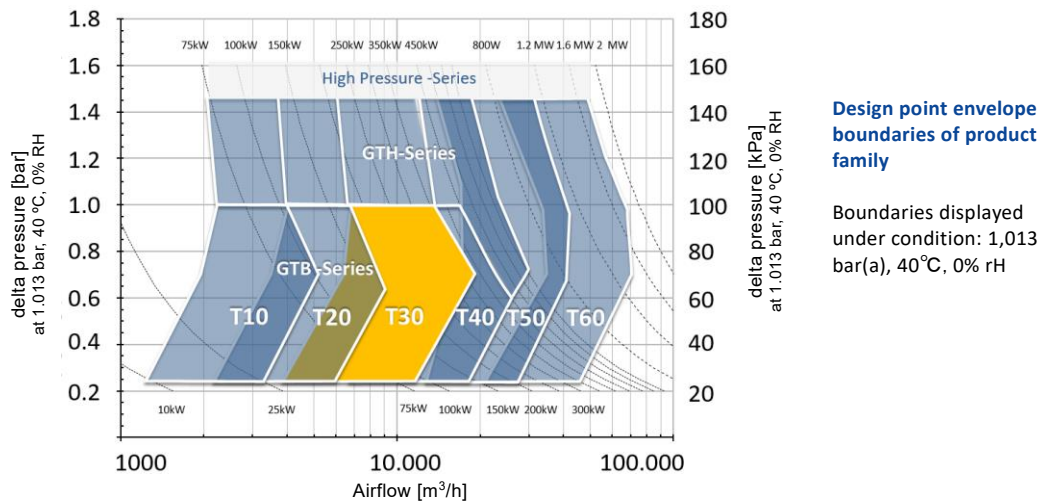 1.8
1.6
1.4
1.2
1.0
0.8
0.6
0.4
0.2
delta pressure [bar]
at 1.013 bar, 40 ºC, 0% RH
75kW 100kW 150kW 250kW 350kW 450kW 800W 1.2 MW 1.6 MW 2 MW
High Pressure -Series
GTH-Series
GTB -Series
T10 T20 T30 T40 T50 T60
10kW 25kW 75kW 100kW 150kW 200kW 300kW
1000 10.000 100.000
Airflow [m³/h]
180
160
140
120
100
80
60
40
20
delta pressure [kPa]
at 1.013 bar, 40 ºC, 0% RH
Design point envelope
boundaries of product
family
Boundaries displayed
under condition: 1,013
bar(a), 40℃, 0% rH